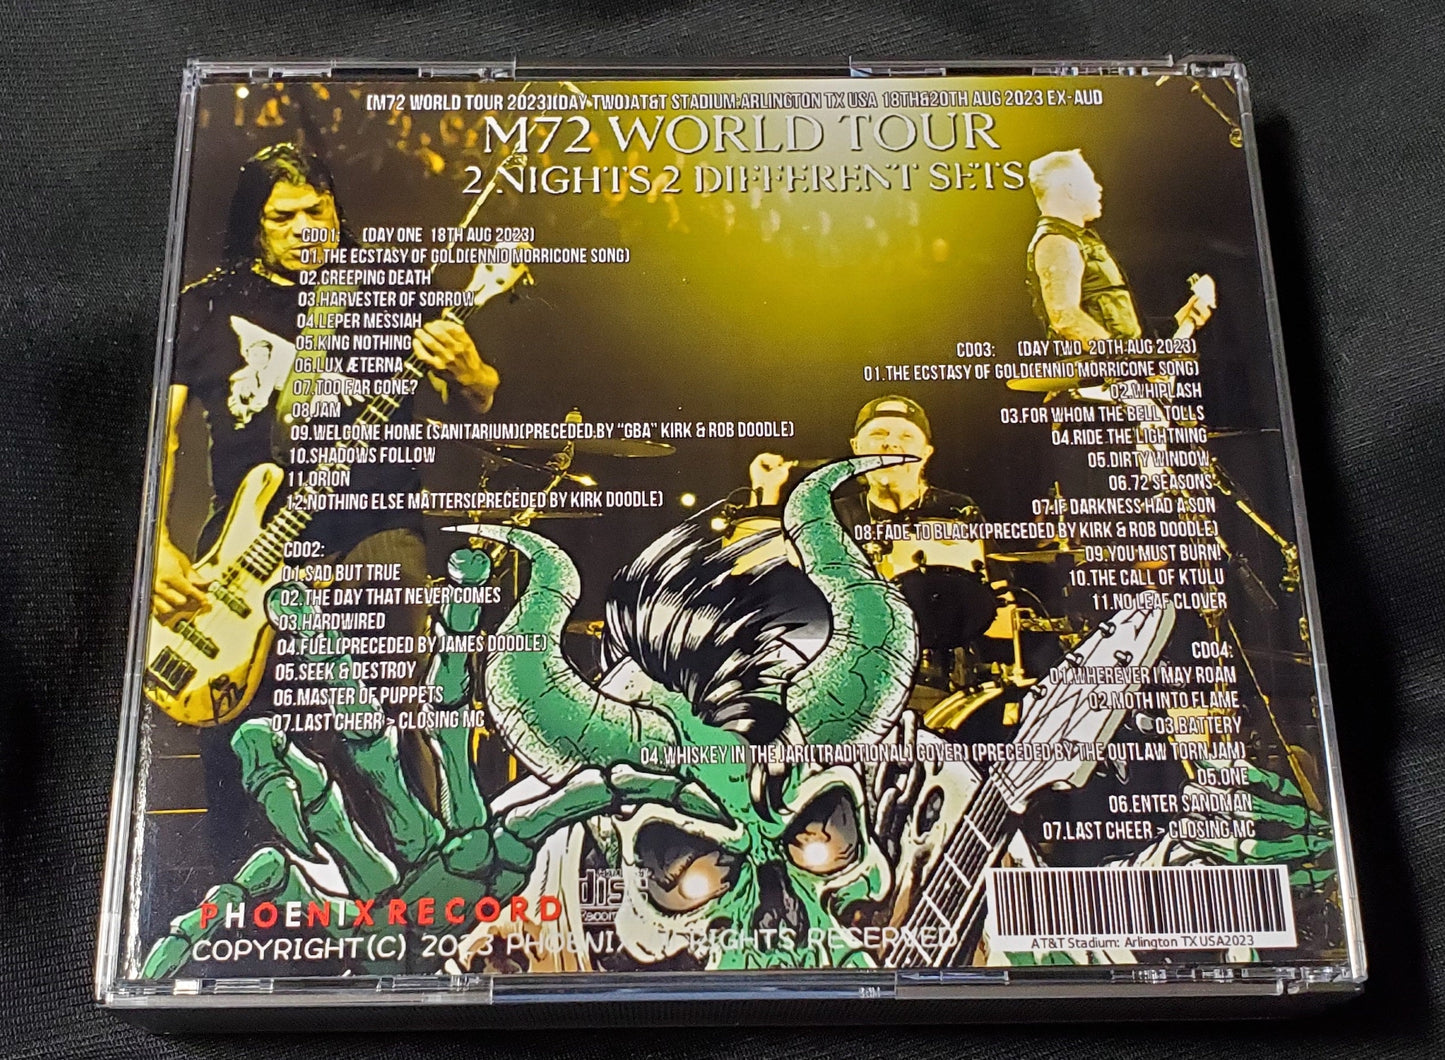 [M72 WORLD TOUR 2023](DAY TWO)AT&T STADIUM:ARLINGTON TX USA 18TH&20TH AUG 2023 EX-AUD
M72 WORLD TOUR
2 NIGHTS 2 DIFFERENT SETS
CD01: (DAY ONE 18TH AUG 2023)
01.THE ECSTASY OF GOLD(ENNIO MORRICONE SONG)
02.CREEPING DEATH
03.HARVESTER OF SORROW
04.LEPER MESSIAH
05.KING NOTHING
06.LUX ÆTERNA
07.TOO FAR GONE?
08.JAM
09.WELCOME HOME (SANITARIUM)(PRECEDED.BY "GBA" KIRK & ROB DOODLE)
10.SHADOWS FOLLOW
11.ORION
12.NOTHING ELSE MATTERS(PRECEDED BY KIRK DOODLE)
CD02:
01.SAD BUT TRUE
02.THE DAY THAT NEVER COMES
03.HARDWIRED
04.FUEL(PRECEDED BY JAMES DOODLE)
05.SEEK & DESTROY
06.MASTER OF PUPPETS
07.LAST CHERR > CLOSING MC
CD03: (DAY TWO 20TH AUG 2023)
01.THE ECSTASY OF GOLD(ENNIO MORRICONE SONG)
02.WHIPLASH
03.FOR WHOM THE BELL TOLLS
04.RIDE THE LIGHTNING
05.DIRTY WINDOW
06.72 SEASONS
07.IF DARKNESS HAD A SON
08.FADE TO BLACK(PRECEDED BY KIRK & ROB DOODLE)
09.YOU MUST BURN!
10.THE CALL OF KTULU
11.NO LEAF CLOVER
CD04:
01.WHEREVER I MAY ROAM
02.MOTH INTO FLAME
03.BATTERY
04.WHISKEY IN THE JAR([TRADITIONAL] COVER) (PRECEDED BY THE OUTLAW TORN JAM)
05.ONE
06.ENTER SANDMAN
07.LAST CHEER > CLOSING MC
PHOENIX RECORD
disc
COPYRIGHT(C) 2023 PHOENIX RIGHTS RESERVED
AT&T Stadium: Arlington TX USA2023